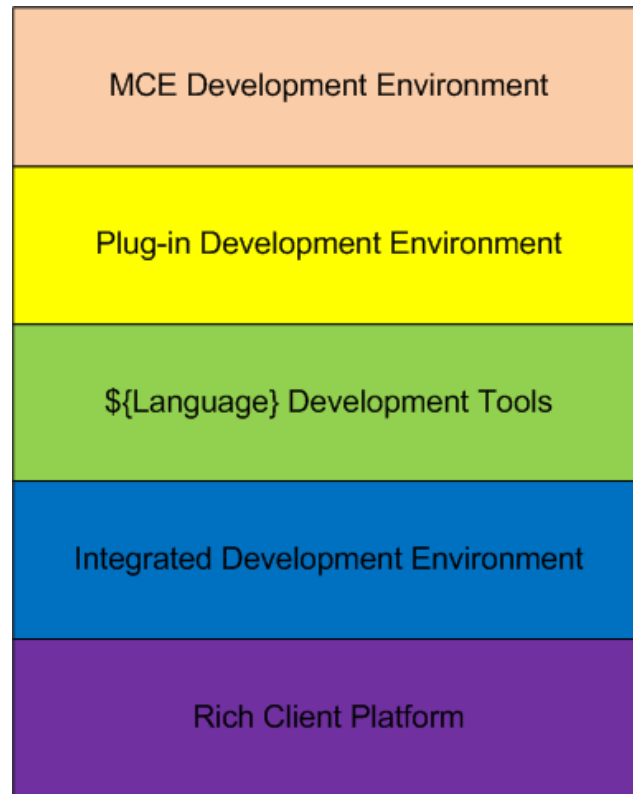 MCE Development Environment
Plug-in Development Environment
${Language} Development Tools
Integrated Development Environment
Rich Client Platform